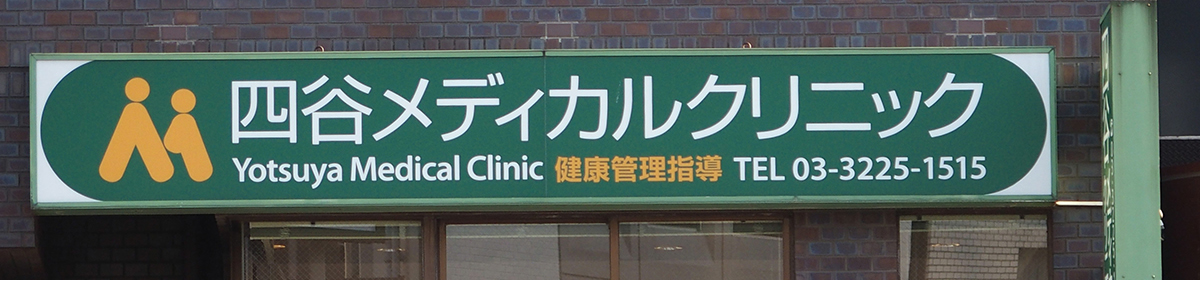 四谷メディカルクリニック
Yotsuya Medical Clinic 健康管理指導 TEL 03-3225-1515